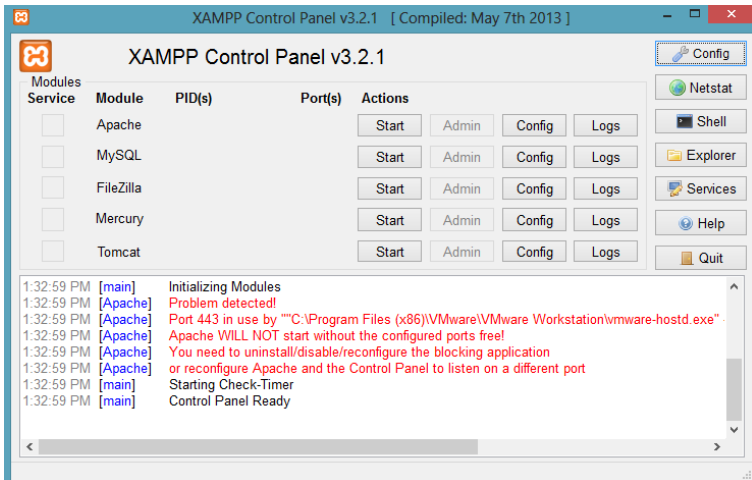 XAMPP Control Panel v3.2.1 [ Compiled: May 7th 2013 ]
XAMPP Control Panel v3.2.1
Config
Modules
Netstat
Service Module PID(s) Port(s) Actions
Apache Start Admin Config Logs
Shell
MySQL Start Admin Config Logs
Explorer
FileZilla Start Admin Config Logs
Services
Mercury Start Admin Config Logs
Help
Tomcat Start Admin Config Logs
Quit
1:32:59 PM [main] Initializing Modules
1:32:59 PM [Apache] Problem detected!
1:32:59 PM [Apache] Port 443 in use by ""C:\Program Files (x86)\VMware\VMware Workstation\vmware-hostd.exe"
1:32:59 PM [Apache] Apache WILL NOT start without the configured ports free!
1:32:59 PM [Apache] You need to uninstall/disable/reconfigure the blocking application
1:32:59 PM [Apache] or reconfigure Apache and the Control Panel to listen on a different port
1:32:59 PM [main] Starting Check-Timer
1:32:59 PM [main] Control Panel Ready